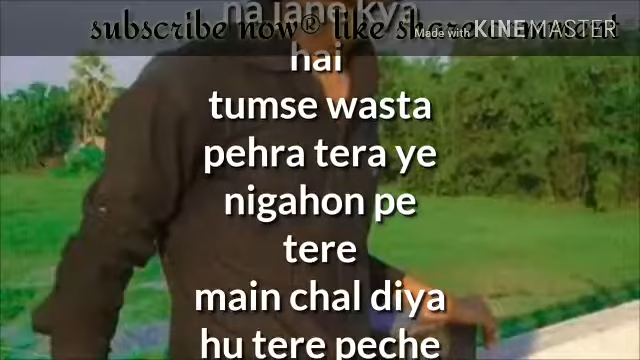 na jane kya
subscribe now® like share comment
Made with KINEMASTER
hai
tumse wasta
pehra tera ye
nigahon pe
tere
main chal diya
hu tere peche